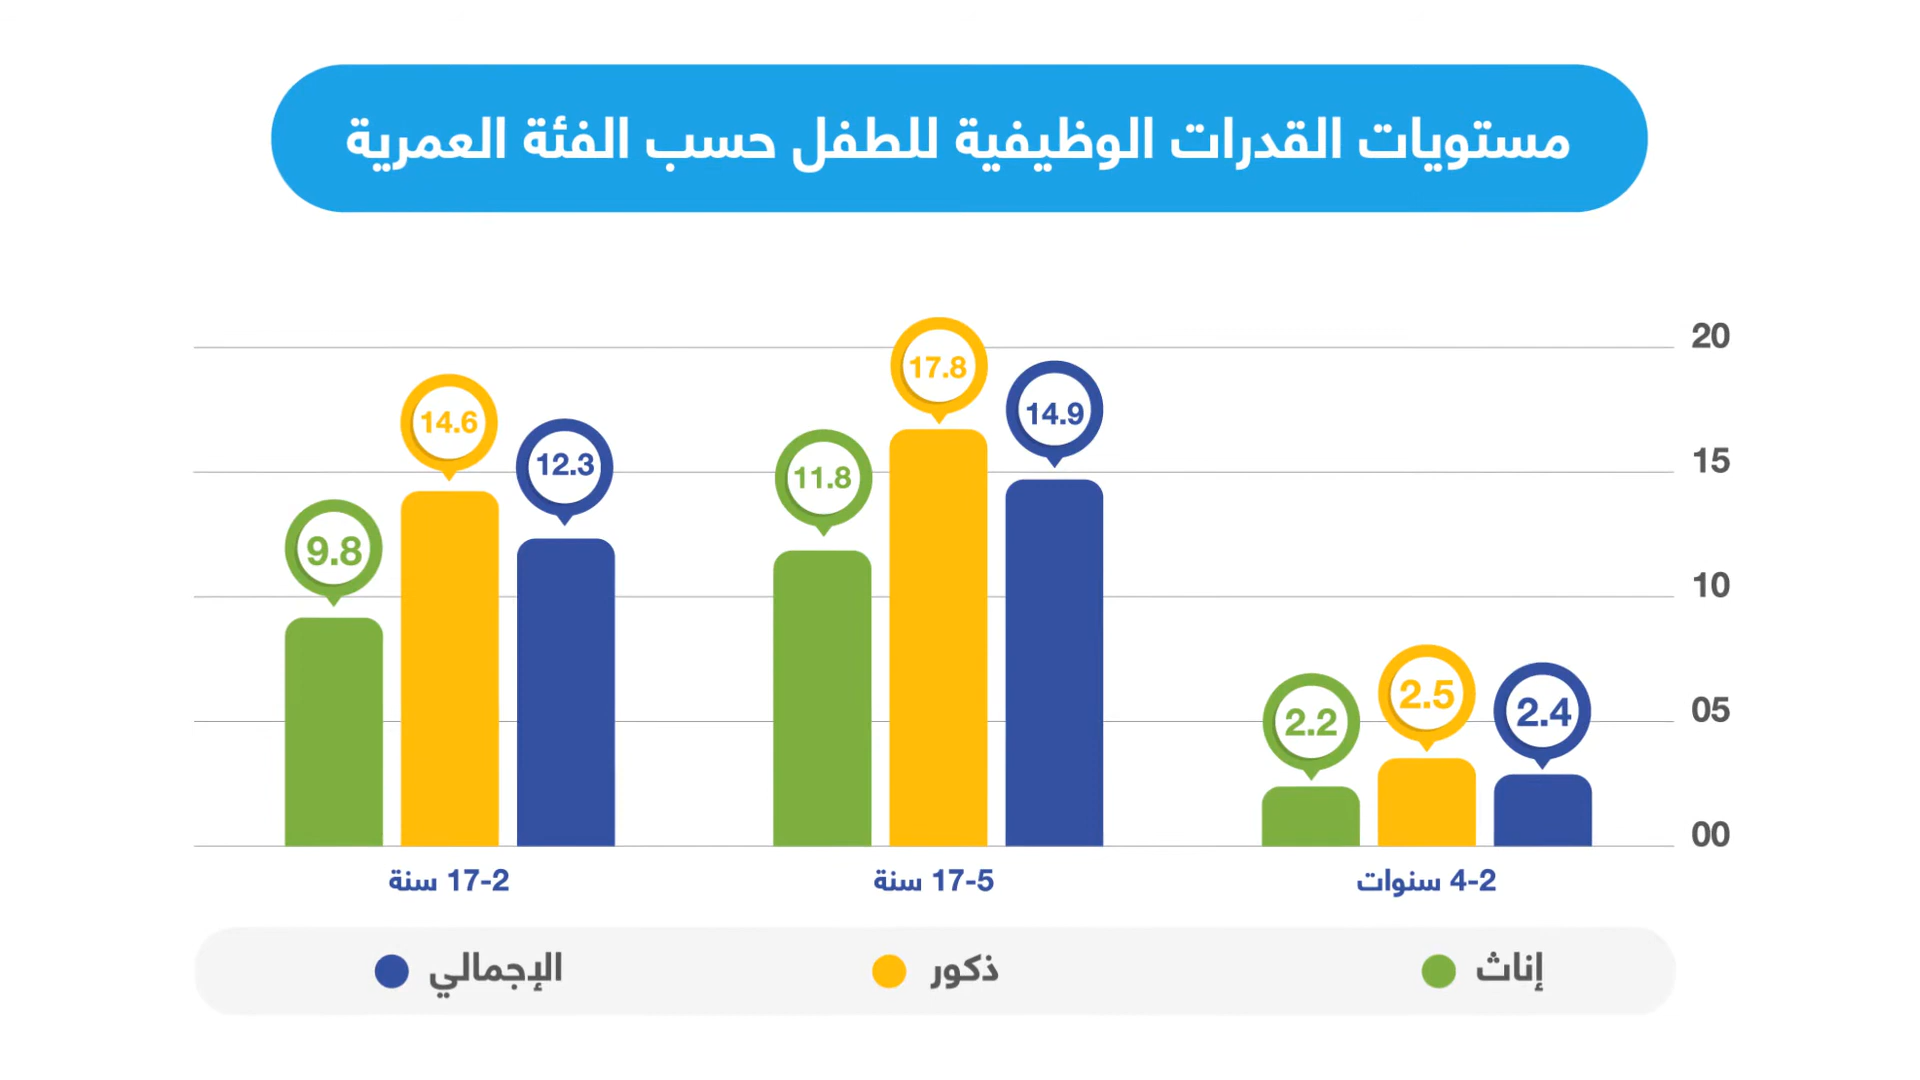 مستويات القدرات الوظيفية للطفل حسب الفئة العمرية
20
15
10
05
00
2.4
2.5
2.2
14.9
17.8
11.8
12.3
14.6
9.8
4-2 سنوات
17-5 سنة
17-2 سنة
إناث
ذكور
الإجمالي